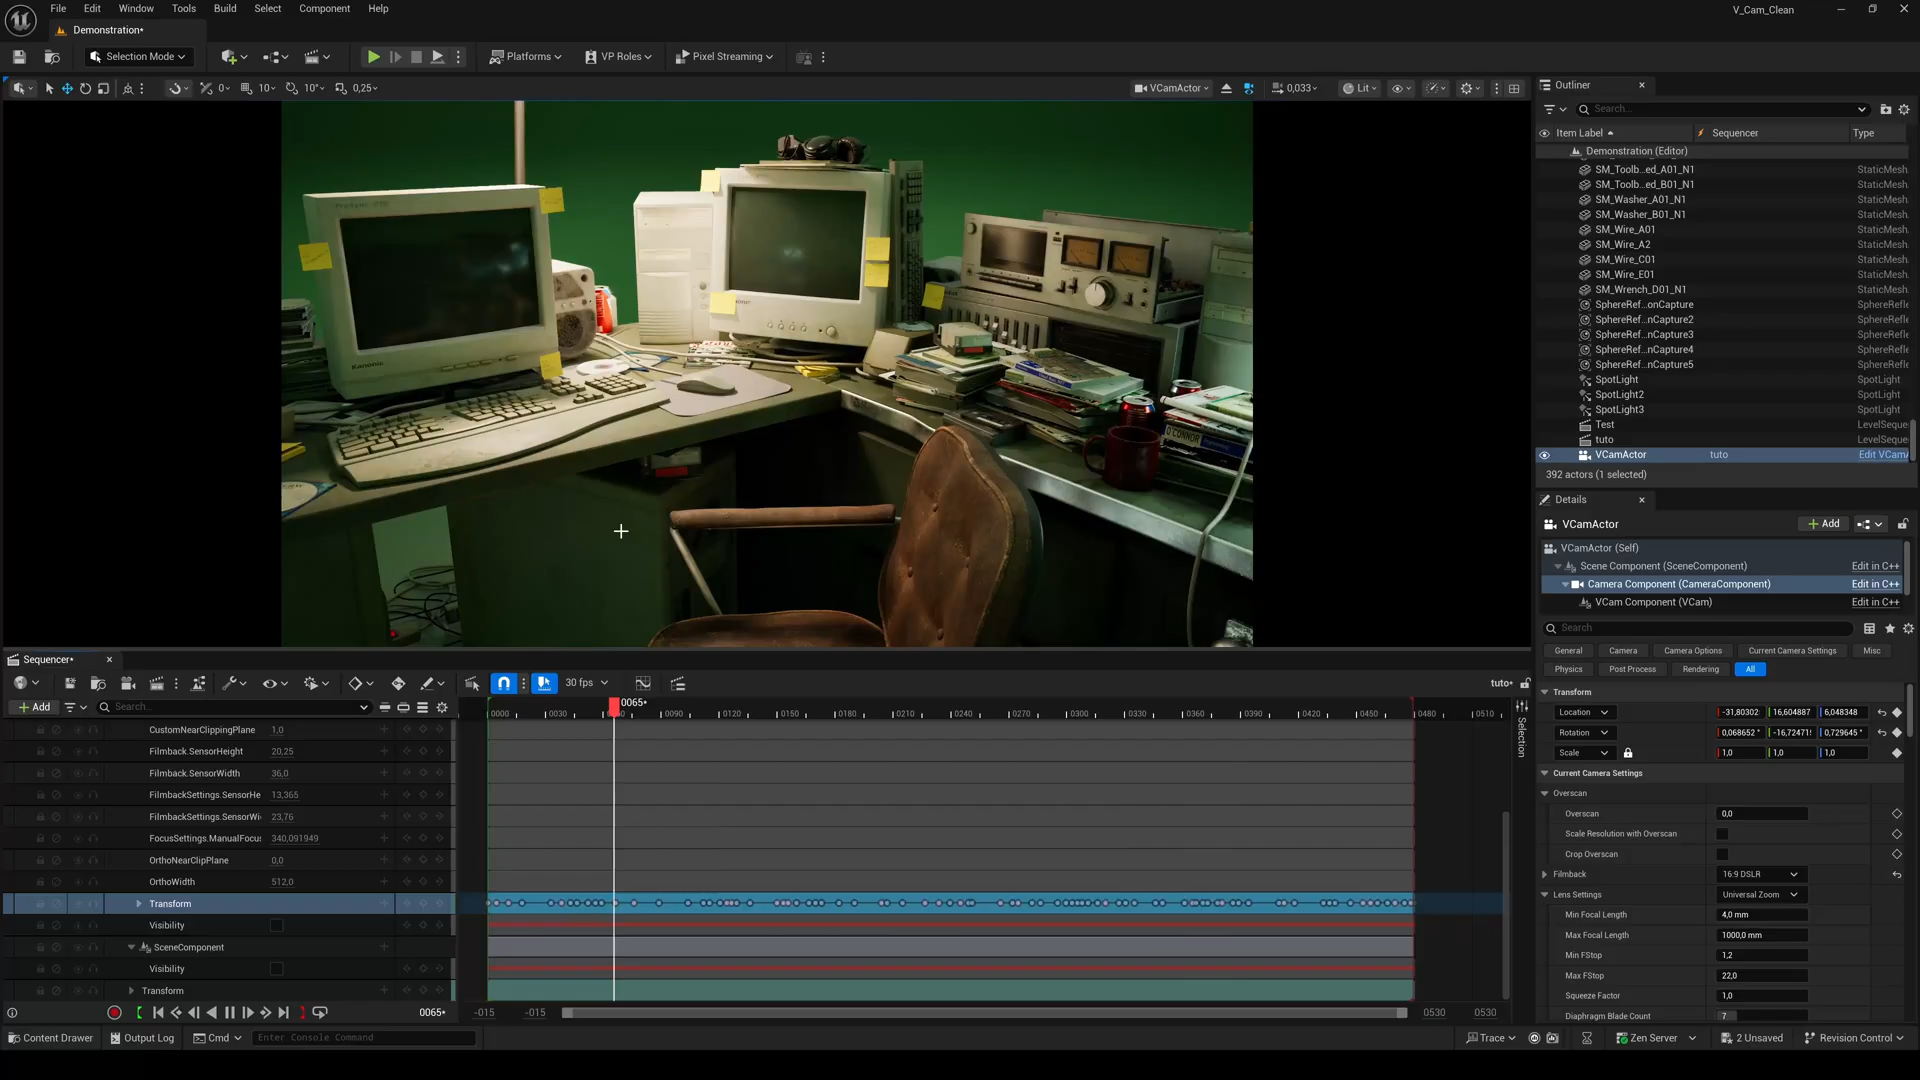 File Edit Window Tools Build Select Component Help
V_Cam_Clean
Demonstration*
Selection Mode
Platforms
VP Roles
Pixel Streaming
0
10
10°
0,25
VCamActor
0,033
Lit
Outliner
Search...
Item Label
Sequencer
Type
Demonstration (Editor)
SM_Toolb...ed_A01_N1 StaticMesh
SM_Toolb...ed_B01_N1 StaticMesh
SM_Washer_A01_N1 StaticMesh
SM_Washer_B01_N1 StaticMesh
SM_Wire_A01 StaticMesh
SM_Wire_A2 StaticMesh
SM_Wire_C01 StaticMesh
SM_Wire_E01 StaticMesh
SM_Wrench_D01_N1 StaticMesh
SphereRef...onCapture SphereRefle
SphereRef...nCapture2 SphereRefle
SphereRef...nCapture3 SphereRefle
SphereRef...nCapture4 SphereRefle
SphereRef...nCapture5 SphereRefle
SpotLight SpotLight
SpotLight2 SpotLight
SpotLight3 SpotLight
Test LevelSeque
tuto LevelSeque
VCamActor tuto Edit VCamA
392 actors (1 selected)
Kanonic
O'CONNOR
Details
VCamActor
Add
VCamActor (Self)
Scene Component (SceneComponent) Edit in C++
Camera Component (CameraComponent) Edit in C++
VCam Component (VCam) Edit in C++
Search
General Camera Camera Options Current Camera Settings Misc
Physics Post Process Rendering All
Transform
Location -31,80302 16,604887 6,048348
Rotation 0,068652 ° -16,72471 0,729645 °
Scale 1,0 1,0 1,0
Current Camera Settings
Overscan
Overscan 0,0
Scale Resolution with Overscan
Crop Overscan
Filmback 16:9 DSLR
Lens Settings Universal Zoom
Min Focal Length 4,0 mm
Max Focal Length 1000,0 mm
Min FStop 1,2
Max FStop 22,0
Squeeze Factor 1,0
Diaphragm Blade Count 7
Sequencer*
30 fps
tuto*
Add
Search...
0065*
0000 0030 0090 0120 0150 0180 0210 0240 0270 0300 0330 0360 0390 0420 0450 0480 0510
Selection
CustomNearClippingPlane 1,0
Filmback.SensorHeight 20,25
Filmback.SensorWidth 36,0
FilmbackSettings.SensorHe 13,365
FilmbackSettings.SensorWi 23,76
FocusSettings.ManualFocus 340,091949
OrthoNearClipPlane 0,0
OrthoWidth 512,0
Transform
Visibility
SceneComponent
Visibility
Transform
0065*
-015 -015 0530 0530
Content Drawer
Output Log
Cmd
Enter Console Command
Trace
Zen Server
2 Unsaved
Revision Control